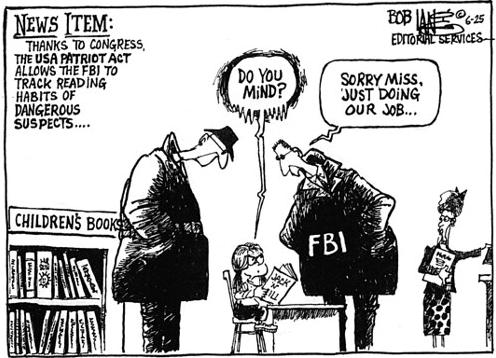 NEWS ITEM:
THANKS TO CONGRESS,
THE USA PATRIOT ACT
ALLOWS THE FBI TO
TRACK READING
HABITS OF
DANGEROUS
SUSPECTS....
BOB LANG © 6-25
EDITORIAL SERVICES
DO YOU
MIND?
SORRY MISS,
JUST DOING
OUR JOB...
CHILDREN'S BOOKS
FBI
JACK
&
JILL